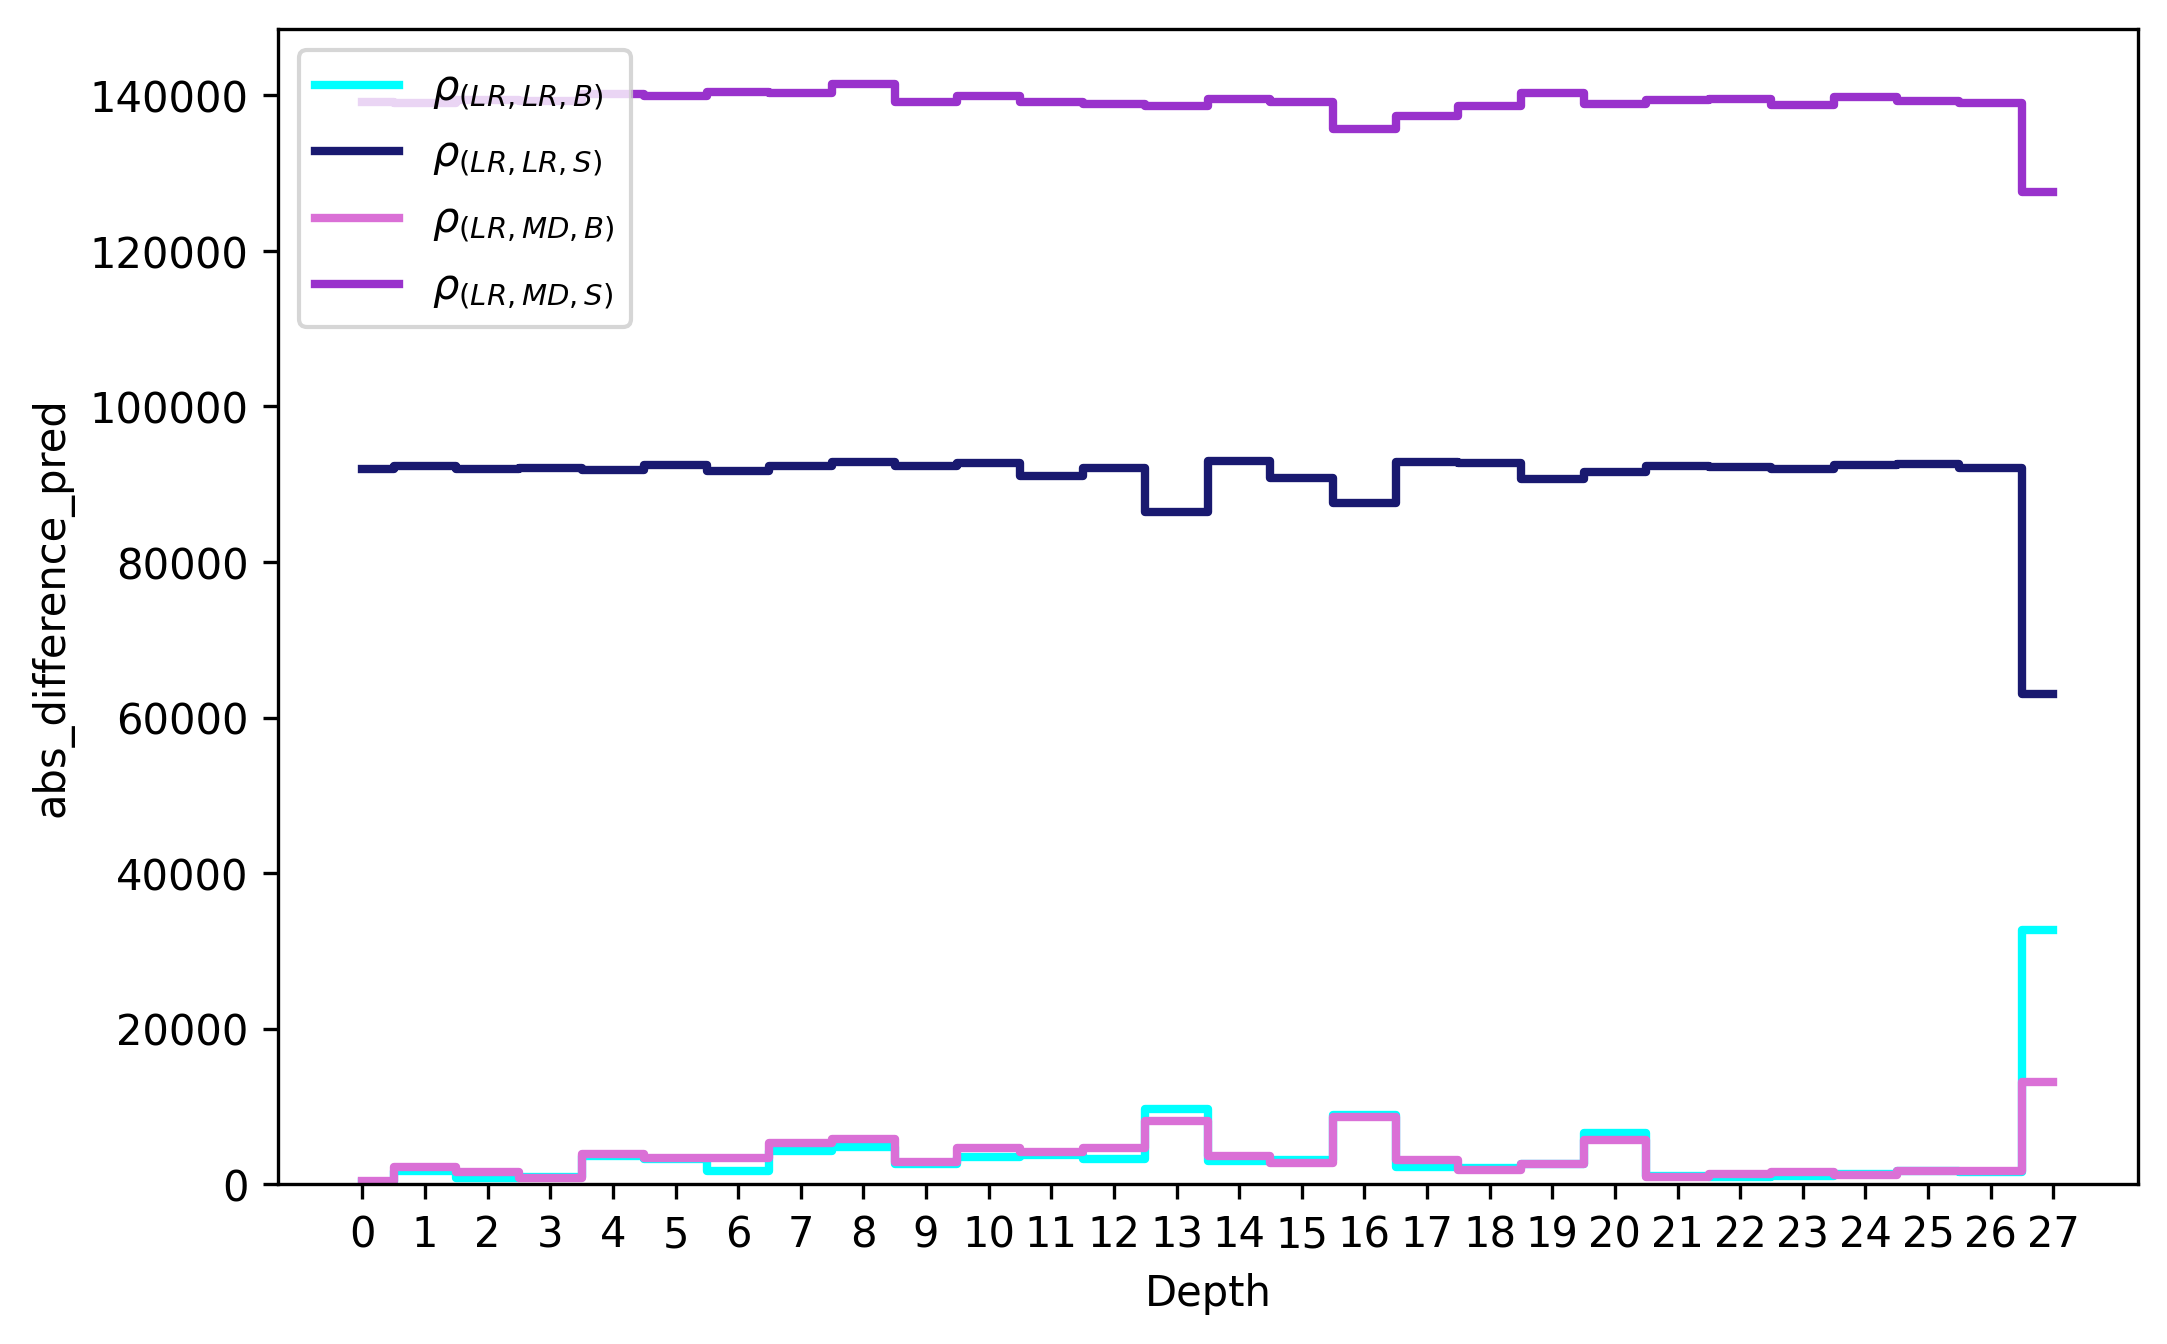 ρ(LR, LR, B)
ρ(LR, LR, S)
ρ(LR, MD, B)
ρ(LR, MD, S)
abs_difference_pred
140000
120000
100000
80000
60000
40000
20000
0
0 1 2 3 4 5 6 7 8 9 10 11 12 13 14 15 16 17 18 19 20 21 22 23 24 25 26 27
Depth